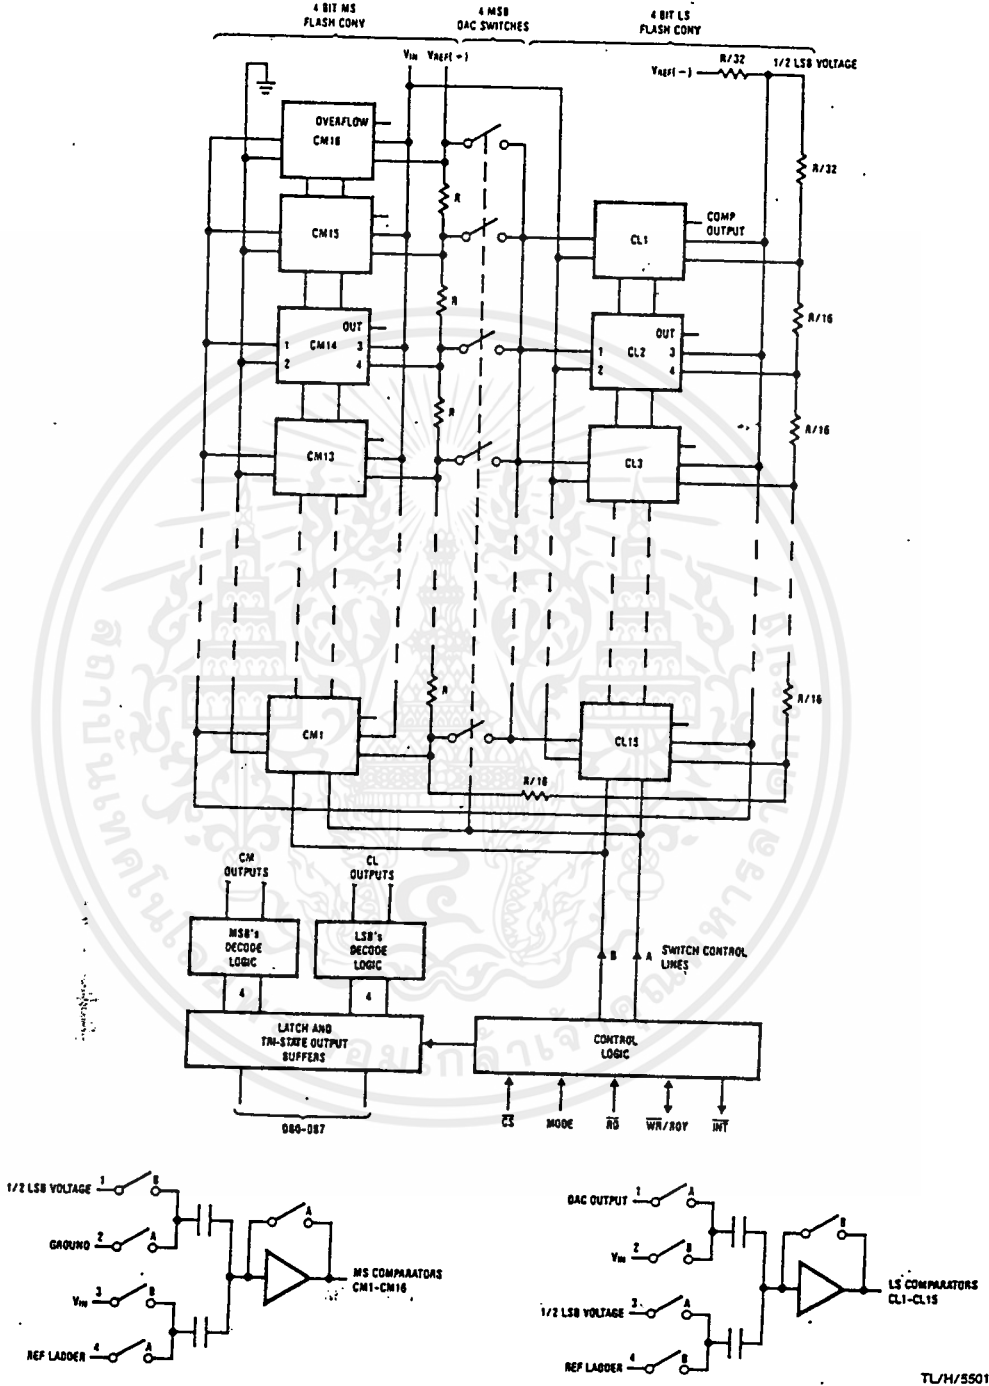 4 BIT MS
FLASH CONV
4 MSB
DAC SWITCHES
4 BIT LS
FLASH CONV
VIN
VREF(+)
VREF(-)
R/32
1/2 LSB VOLTAGE
OVERFLOW
CM16
R/32
R
CM15
CL1
COMP
OUTPUT
R
R/16
OUT
CM14
1
2
3
4
OUT
CL2
1
2
3
4
R
R/16
CM13
CL3
R
R/16
CM1
CL15
R/16
CM
OUTPUTS
CL
OUTPUTS
MSB's
DECODE
LOGIC
LSB's
DECODE
LOGIC
B
A
SWITCH CONTROL
LINES
4
4
LATCH AND
TRI-STATE OUTPUT
BUFFERS
CONTROL
LOGIC
DB0-DB7
CS
MODE
RD
WR/RDY
INT
1/2 LSB VOLTAGE
1
B
A
GROUND
2
A
MS COMPARATORS
CM1-CM16
VIN
3
B
REF LADDER
4
A
DAC OUTPUT
1
A
B
VIN
2
B
LS COMPARATORS
CL1-CL15
1/2 LSB VOLTAGE
3
A
REF LADDER
4
B
TL/H/5501